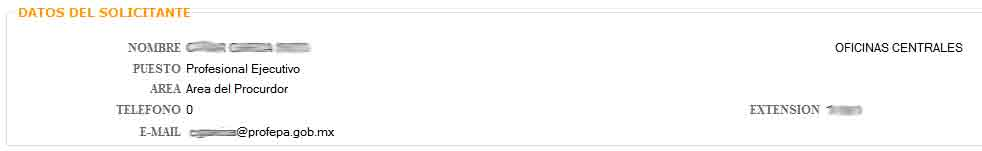 DATOS DEL SOLICITANTE
NOMBRE OFICINAS CENTRALES
PUESTO Profesional Ejecutivo
AREA Area del Procurdor
TELEFONO 0 EXTENSION
E-MAIL @profepa.gob.mx